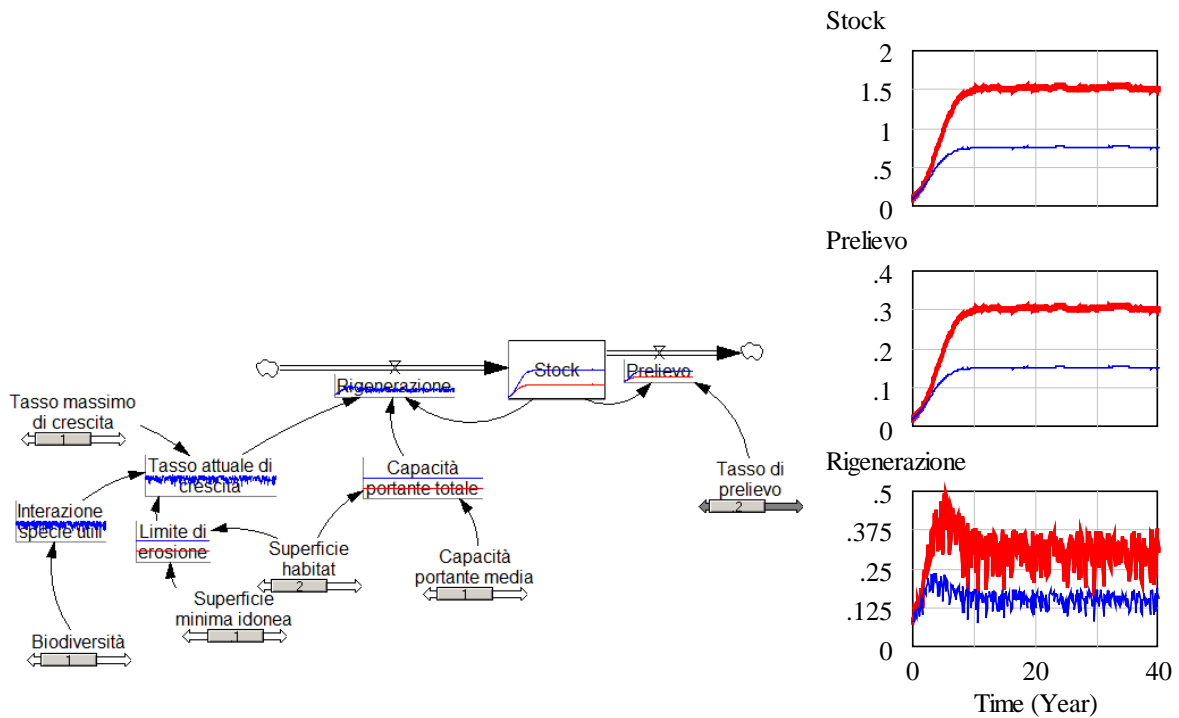 Stock
2
1.5
1
.5
0
Prelievo
.4
.3
.2
.1
0
Rigenerazione
.5
.375
.25
.125
0
0 20 40
Time (Year)
Stock
Prelievo
Rigenerazione
Tasso massimo
di crescita
1
Tasso attuale di
crescita
Capacità
portante totale
Tasso di
prelievo
.2
Interazione
specie utili
Limite di
erosione
Superficie
habitat
2
Capacità
portante media
1
Superficie
minima idonea
.1
Biodiversità
1